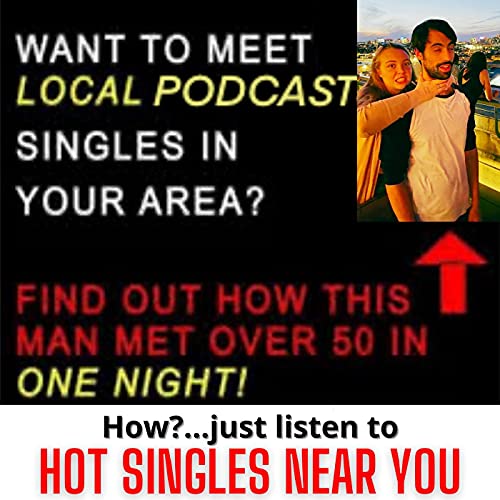 WANT TO MEET
LOCAL PODCAST
SINGLES IN
YOUR AREA?
FIND OUT HOW THIS
MAN MET OVER 50 IN
ONE NIGHT!
How?...just listen to
HOT SINGLES NEAR YOU